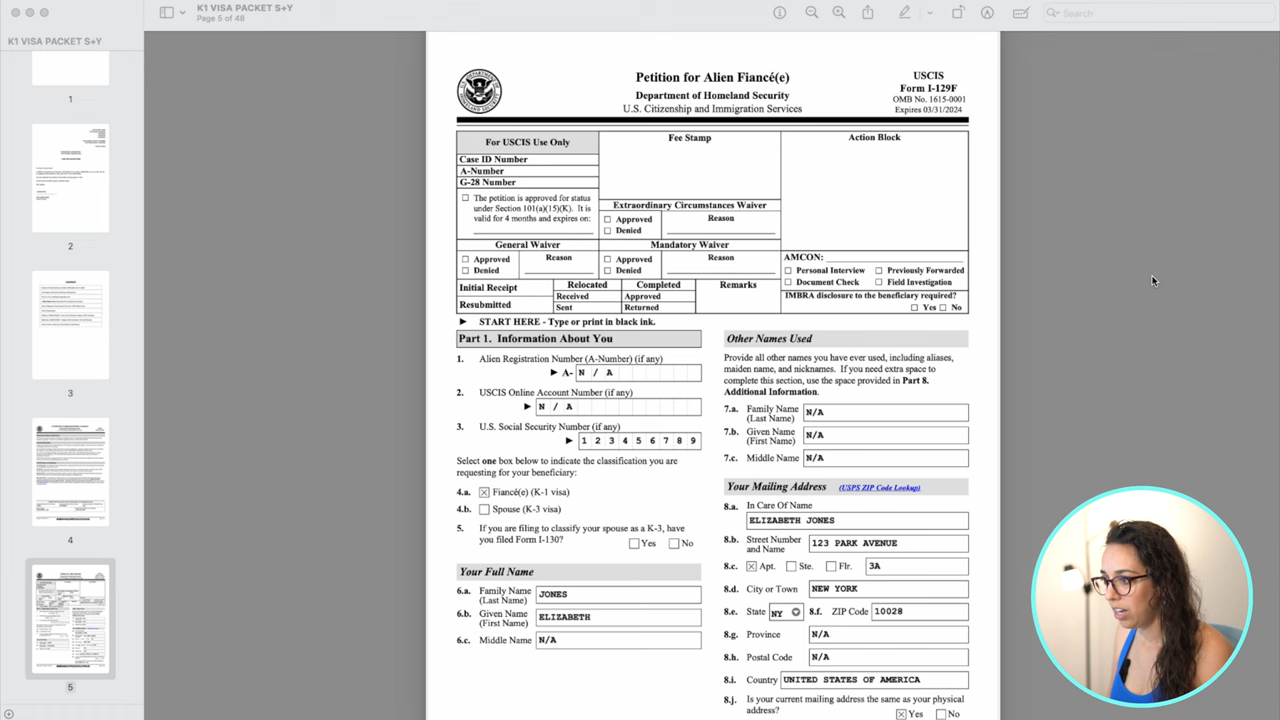 K1 VISA PACKET S+Y
Page 5 of 48
Search
K1 VISA PACKET S+Y
1
2
3
4
5
Petition for Alien Fiancé(e)
Department of Homeland Security
U.S. Citizenship and Immigration Services
USCIS
Form I-129F
OMB No. 1615-0001
Expires 03/31/2024
For USCIS Use Only
Fee Stamp
Action Block
Case ID Number
A-Number
G-28 Number
The petition is approved for status
under Section 101(a)(15)(K). It is
valid for 4 months and expires on:
Extraordinary Circumstances Waiver
Approved
Denied
Reason
General Waiver
Approved
Denied
Reason
Mandatory Waiver
Approved
Denied
Reason
AMCON:
Personal Interview
Previously Forwarded
Document Check
Field Investigation
Initial Receipt
Resubmitted
Relocated
Received
Sent
Completed
Approved
Returned
Remarks
IMBRA disclosure to the beneficiary required?
Yes No
START HERE - Type or print in black ink.
Part 1. Information About You
1. Alien Registration Number (A-Number) (if any)
A- N / A
2. USCIS Online Account Number (if any)
N / A
3. U.S. Social Security Number (if any)
1 2 3 4 5 6 7 8 9
Select one box below to indicate the classification you are
requesting for your beneficiary:
4.a. Fiancé(e) (K-1 visa)
4.b. Spouse (K-3 visa)
5. If you are filing to classify your spouse as a K-3, have
you filed Form I-130?
Yes No
Your Full Name
6.a. Family Name
(Last Name)
JONES
6.b. Given Name
(First Name)
ELIZABETH
6.c. Middle Name N/A
Other Names Used
Provide all other names you have ever used, including aliases,
maiden name, and nicknames. If you need extra space to
complete this section, use the space provided in Part 8.
Additional Information.
7.a. Family Name
(Last Name)
N/A
7.b. Given Name
(First Name)
N/A
7.c. Middle Name N/A
Your Mailing Address (USPS ZIP Code Lookup)
8.a. In Care Of Name
ELIZABETH JONES
8.b. Street Number
and Name
123 PARK AVENUE
8.c. Apt. Ste. Flr. 3A
8.d. City or Town NEW YORK
8.e. State NY 8.f. ZIP Code 10028
8.g. Province N/A
8.h. Postal Code N/A
8.i. Country UNITED STATES OF AMERICA
8.j. Is your current mailing address the same as your physical
address?
Yes No